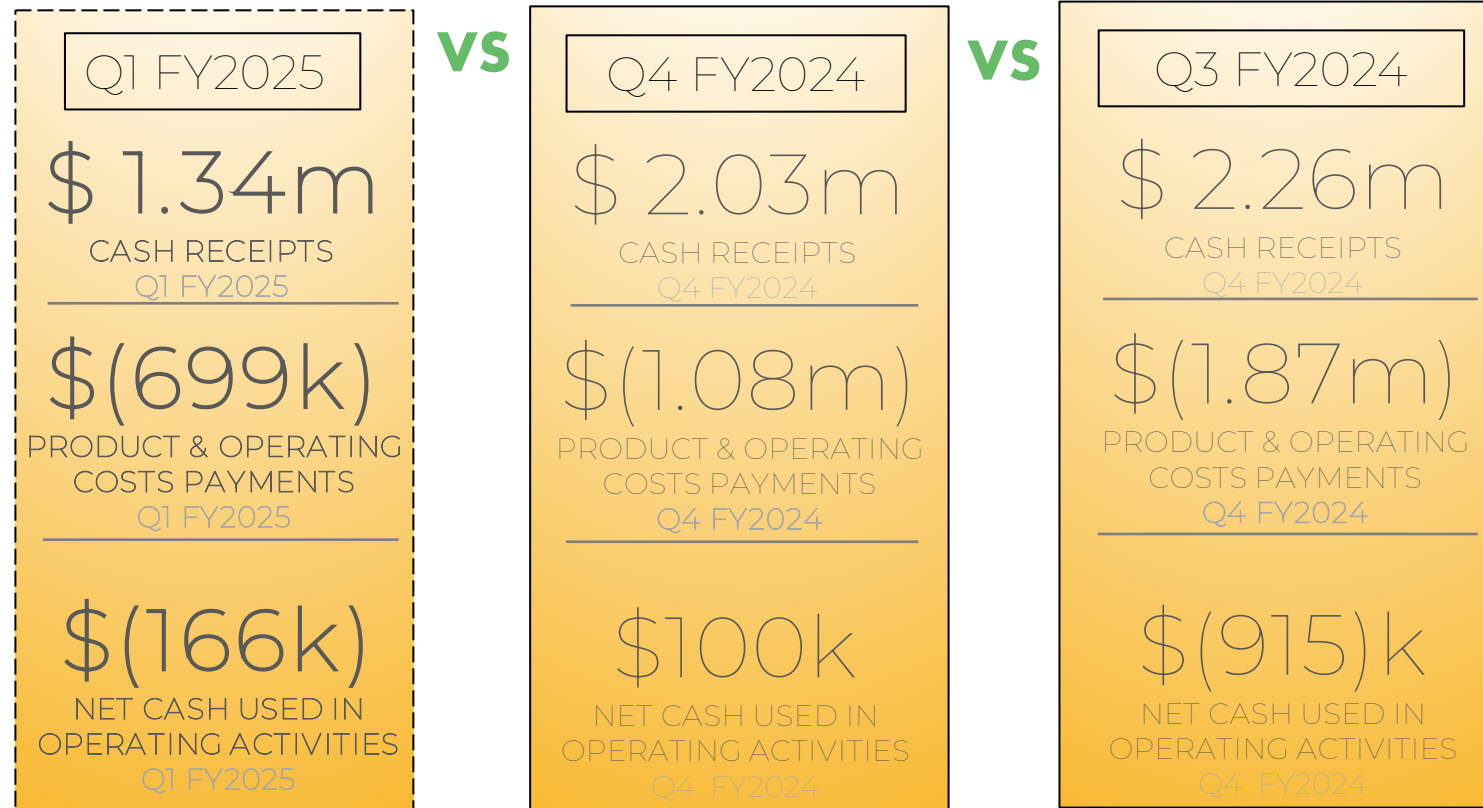 Q1 FY2025
$ 1.34m
CASH RECEIPTS
Q1 FY2025
$(699k)
PRODUCT & OPERATING
COSTS PAYMENTS
Q1 FY2025
$(166k)
NET CASH USED IN
OPERATING ACTIVITIES
Q1 FY2025
VS
Q4 FY2024
$ 2.03m
CASH RECEIPTS
Q4 FY2024
$(1.08m)
PRODUCT & OPERATING
COSTS PAYMENTS
Q4 FY2024
$100k
NET CASH USED IN
OPERATING ACTIVITIES
Q4 FY2024
VS
Q3 FY2024
$ 2.26m
CASH RECEIPTS
Q4 FY2024
$(1.87m)
PRODUCT & OPERATING
COSTS PAYMENTS
Q4 FY2024
$(915)k
NET CASH USED IN
OPERATING ACTIVITIES
Q4 FY2024